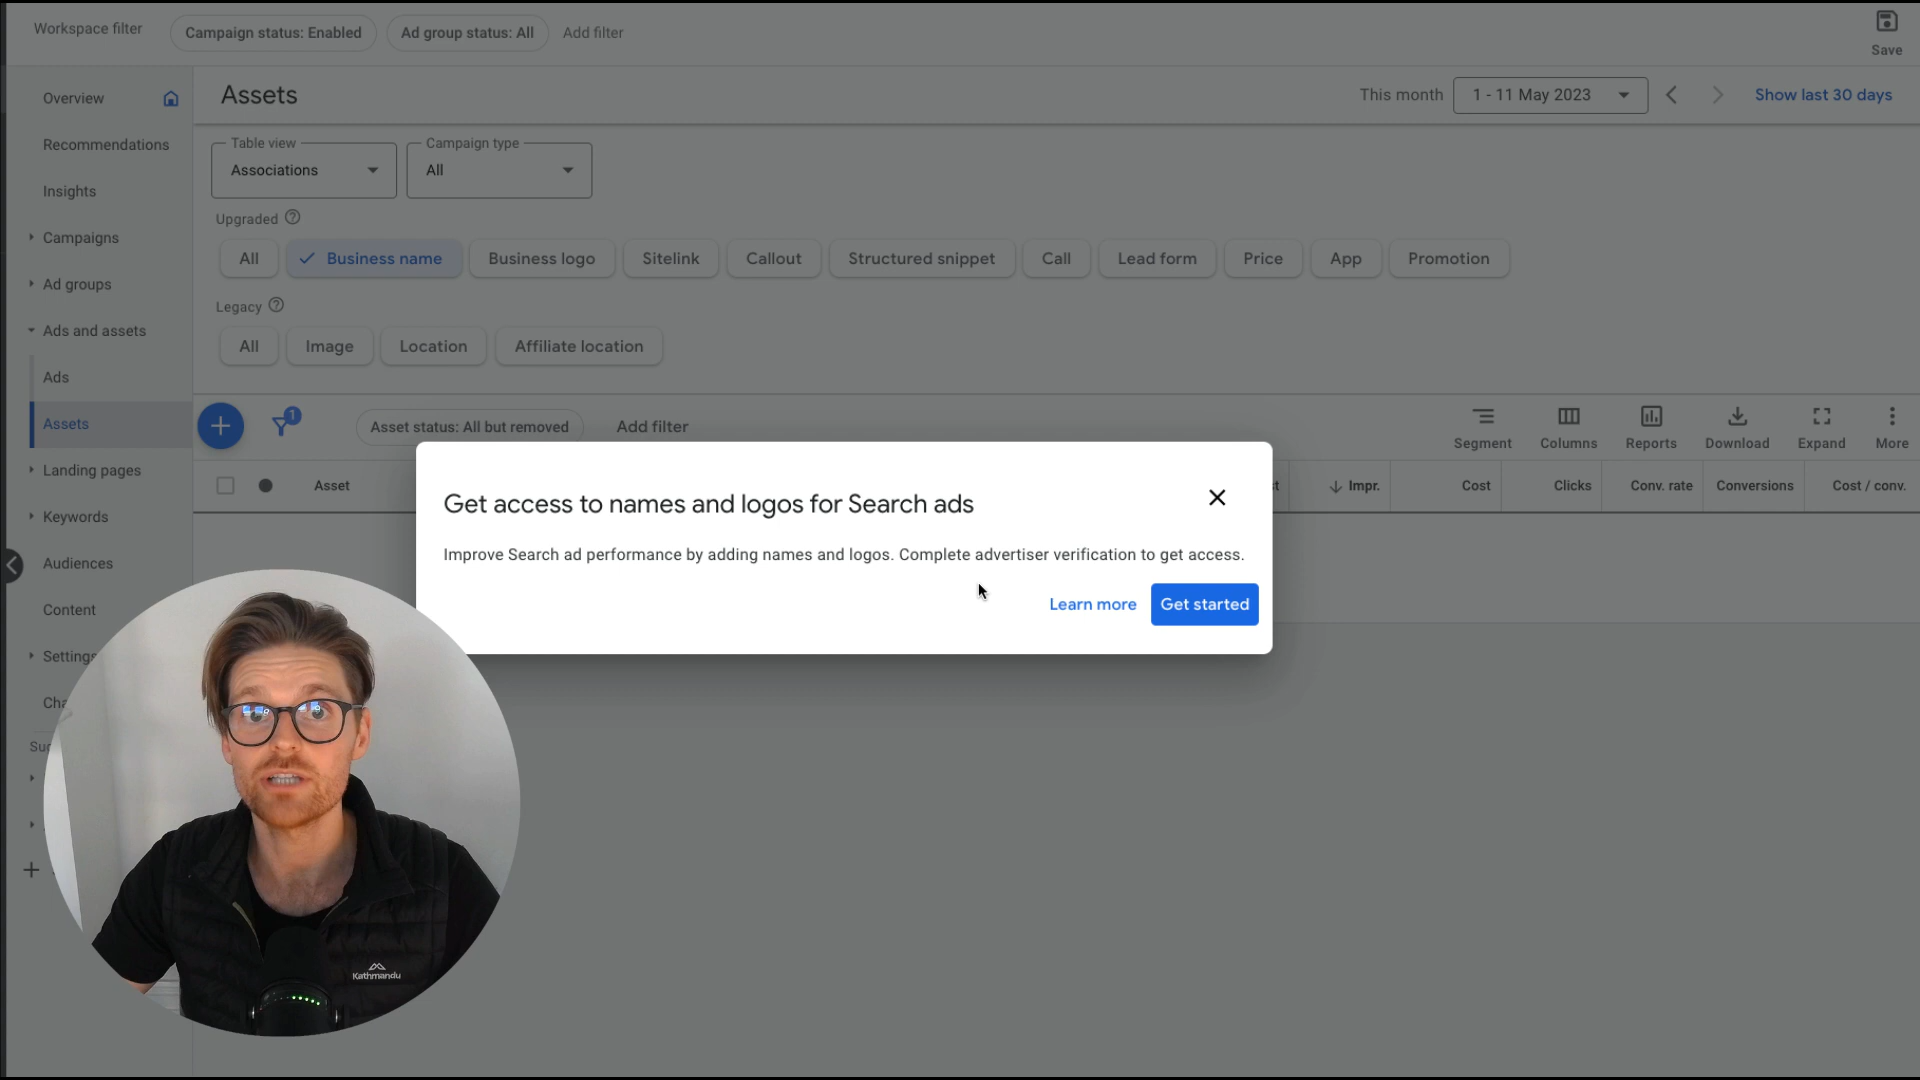 Workspace filter
Campaign status: Enabled
Ad group status: All
Add filter
Save
Overview
Recommendations
Insights
Campaigns
Ad groups
Ads and assets
Ads
Assets
Landing pages
Keywords
Audiences
Content
Settings
Assets
This month
1 - 11 May 2023
Show last 30 days
Table view
Associations
Campaign type
All
Upgraded
All
Business name
Business logo
Sitelink
Callout
Structured snippet
Call
Lead form
Price
App
Promotion
Legacy
All
Image
Location
Affiliate location
1
Asset status: All but removed
Add filter
Segment
Columns
Reports
Download
Expand
More
Asset
Impr.
Cost
Clicks
Conv. rate
Conversions
Cost / conv.
Get access to names and logos for Search ads
Improve Search ad performance by adding names and logos. Complete advertiser verification to get access.
Learn more
Get started
Kathmandu